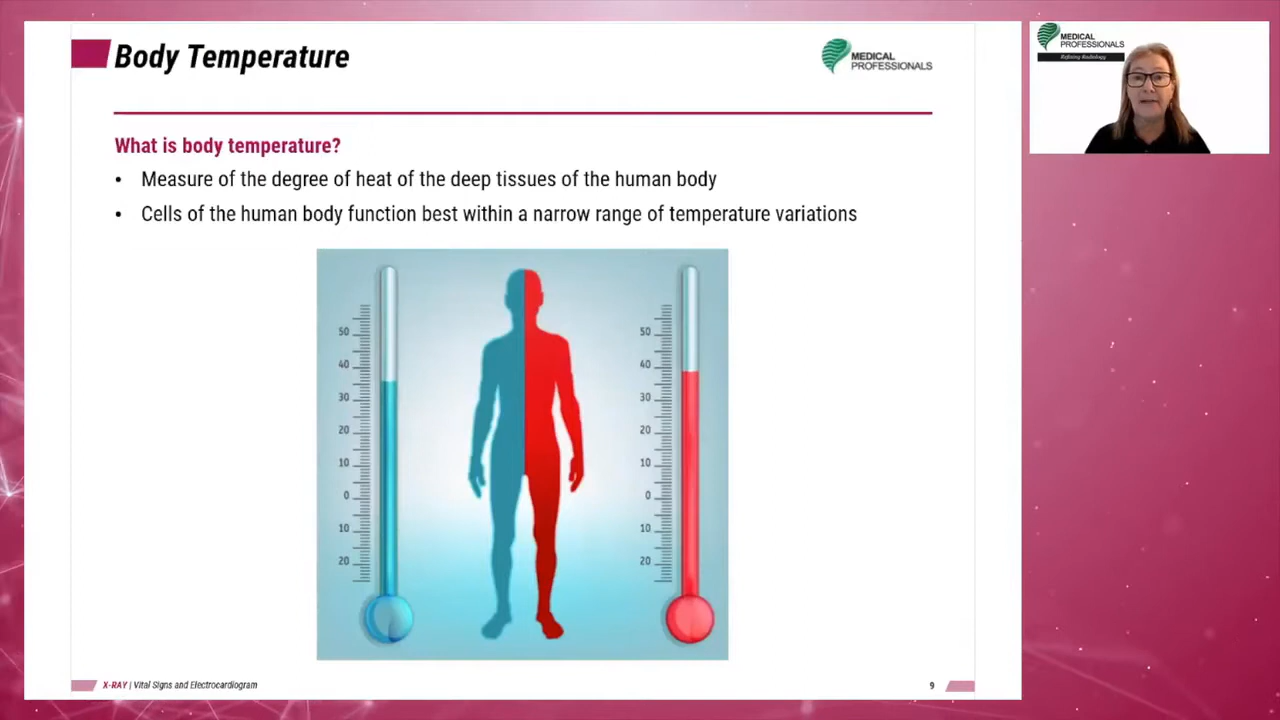 Body Temperature
MEDICAL
PROFESSIONALS
What is body temperature?
• Measure of the degree of heat of the deep tissues of the human body
• Cells of the human body function best within a narrow range of temperature variations
50
40
30
20
10
0
10
20
50
40
30
20
10
0
10
20
X-RAY | Vital Signs and Electrocardiogram
9
MEDICAL
PROFESSIONALS
Refining Radiology